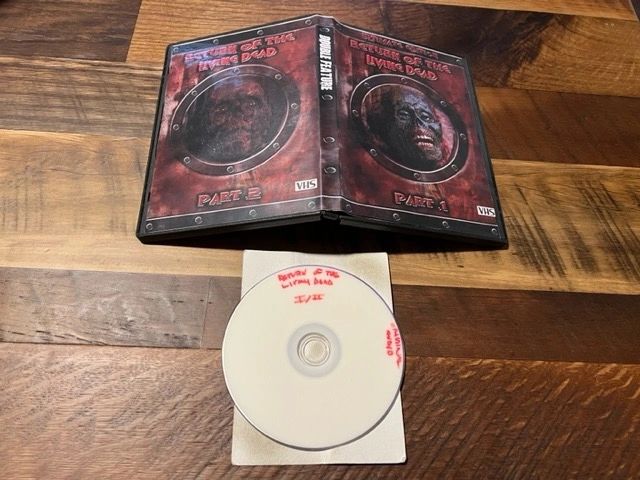 RETURN OF THE
LIVING DEAD
PART 2
VHS
DOUBLE FEATURE
RETURN OF THE
LIVING DEAD
PART 1
VHS
RETURN OF THE
LIVING DEAD
I/II
AUDIO